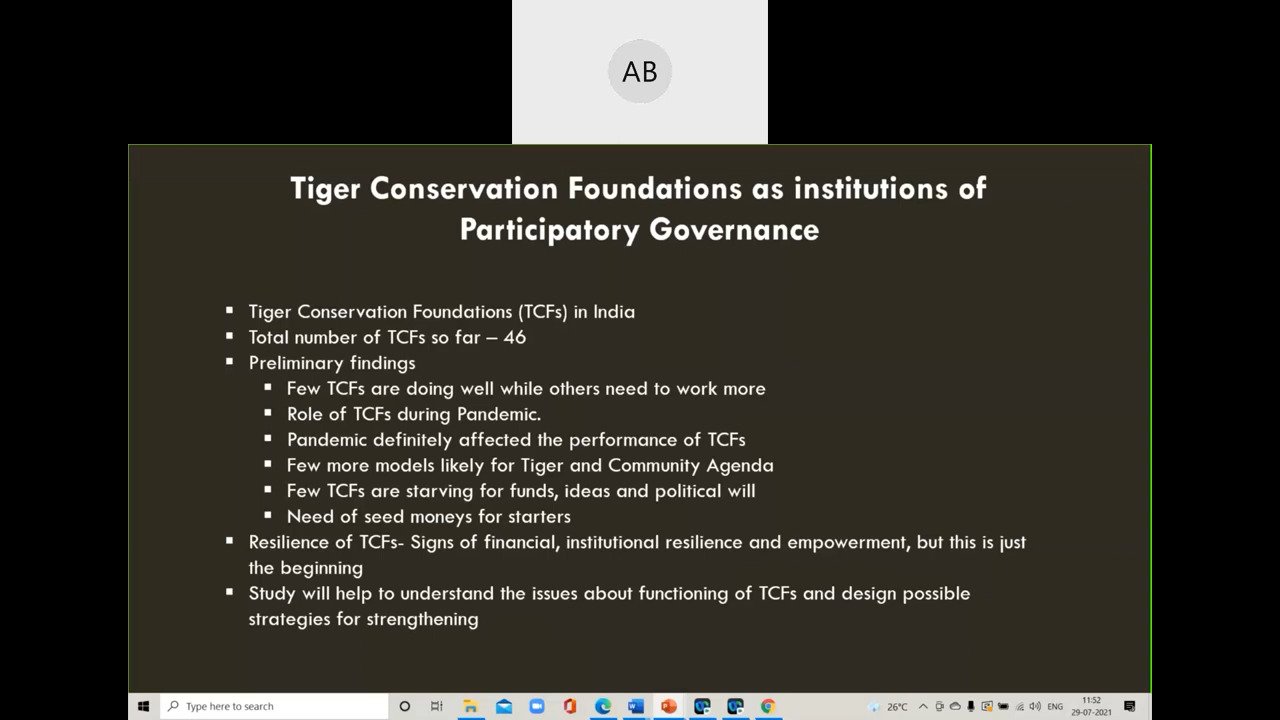 AB
Tiger Conservation Foundations as institutions of
Participatory Governance
▪ Tiger Conservation Foundations (TCFs) in India
▪ Total number of TCFs so far – 46
▪ Preliminary findings
▪ Few TCFs are doing well while others need to work more
▪ Role of TCFs during Pandemic.
▪ Pandemic definitely affected the performance of TCFs
▪ Few more models likely for Tiger and Community Agenda
▪ Few TCFs are starving for funds, ideas and political will
▪ Need of seed moneys for starters
▪ Resilience of TCFs- Signs of financial, institutional resilience and empowerment, but this is just
the beginning
▪ Study will help to understand the issues about functioning of TCFs and design possible
strategies for strengthening
Type here to search
26°C
ENG
11:52
29-07-2021